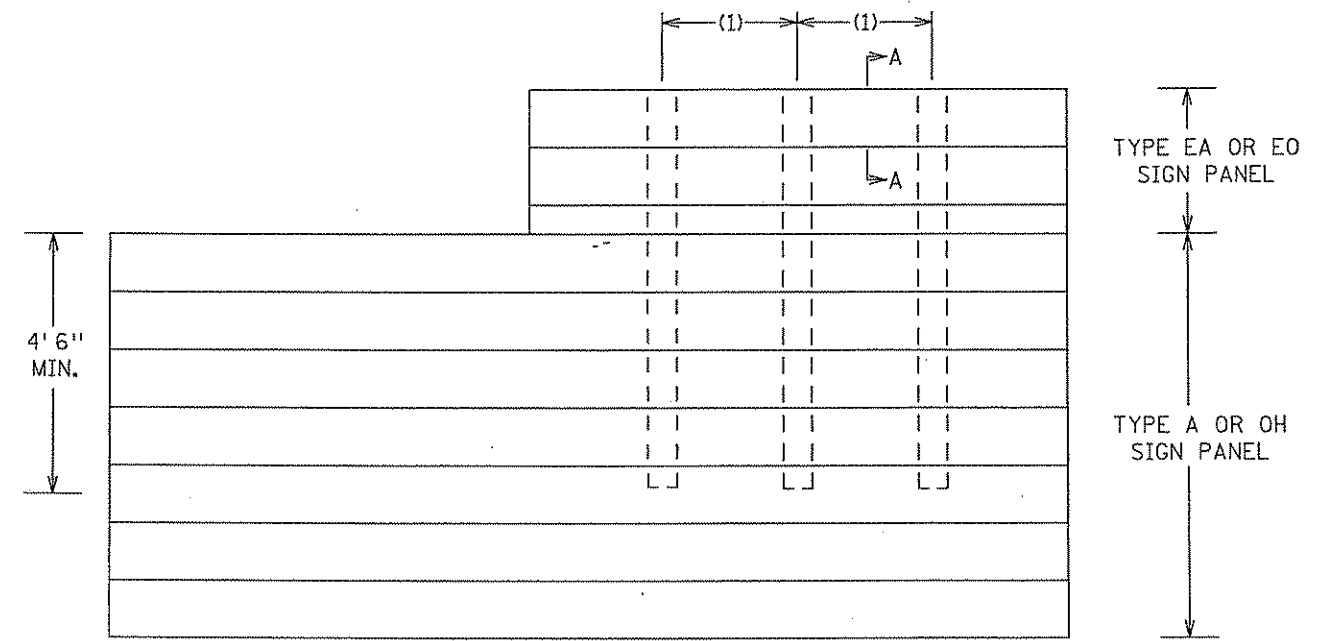 (1) (1)
A
A
TYPE EA OR EO
SIGN PANEL
4'6"
MIN.
TYPE A OR OH
SIGN PANEL